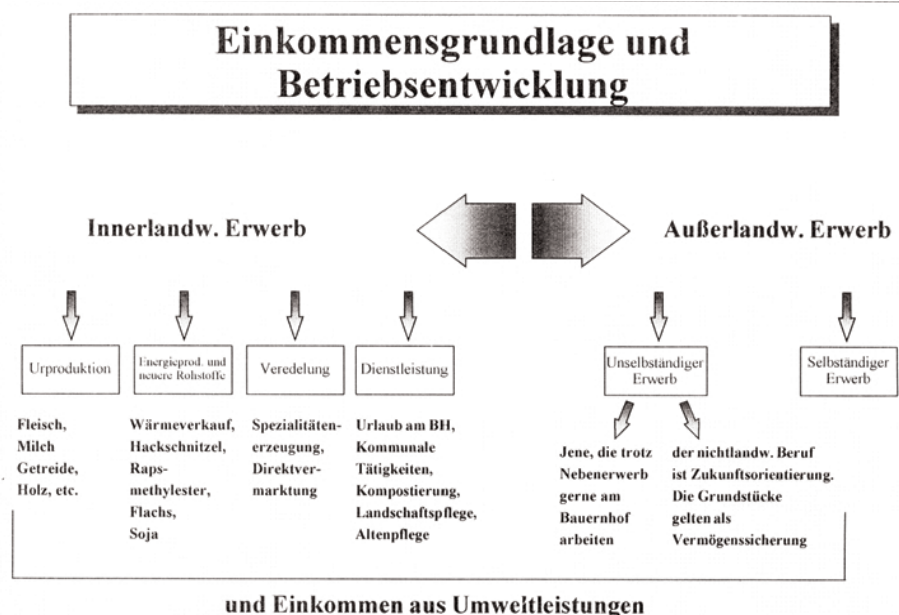 Einkommensgrundlage und
Betriebsentwicklung
Innerlandw. Erwerb
Außerlandw. Erwerb
Urproduktion
Energieprod. und
neuere Rohstoffe
Veredelung
Dienstleistung
Unselbständiger
Erwerb
Selbständiger
Erwerb
Fleisch,
Milch
Getreide,
Holz, etc.
Wärmeverkauf,
Hackschnitzel,
Raps-
methylester,
Flachs,
Soja
Spezialitäten-
erzeugung,
Direktver-
marktung
Urlaub am BH,
Kommunale
Tätigkeiten,
Kompostierung,
Landschaftspflege,
Altenpflege
Jene, die trotz
Nebenerwerb
gerne am
Bauernhof
arbeiten
der nichtlandw. Beruf
ist Zukunftsorientierung.
Die Grundstücke
gelten als
Vermögenssicherung
und Einkommen aus Umweltleistungen